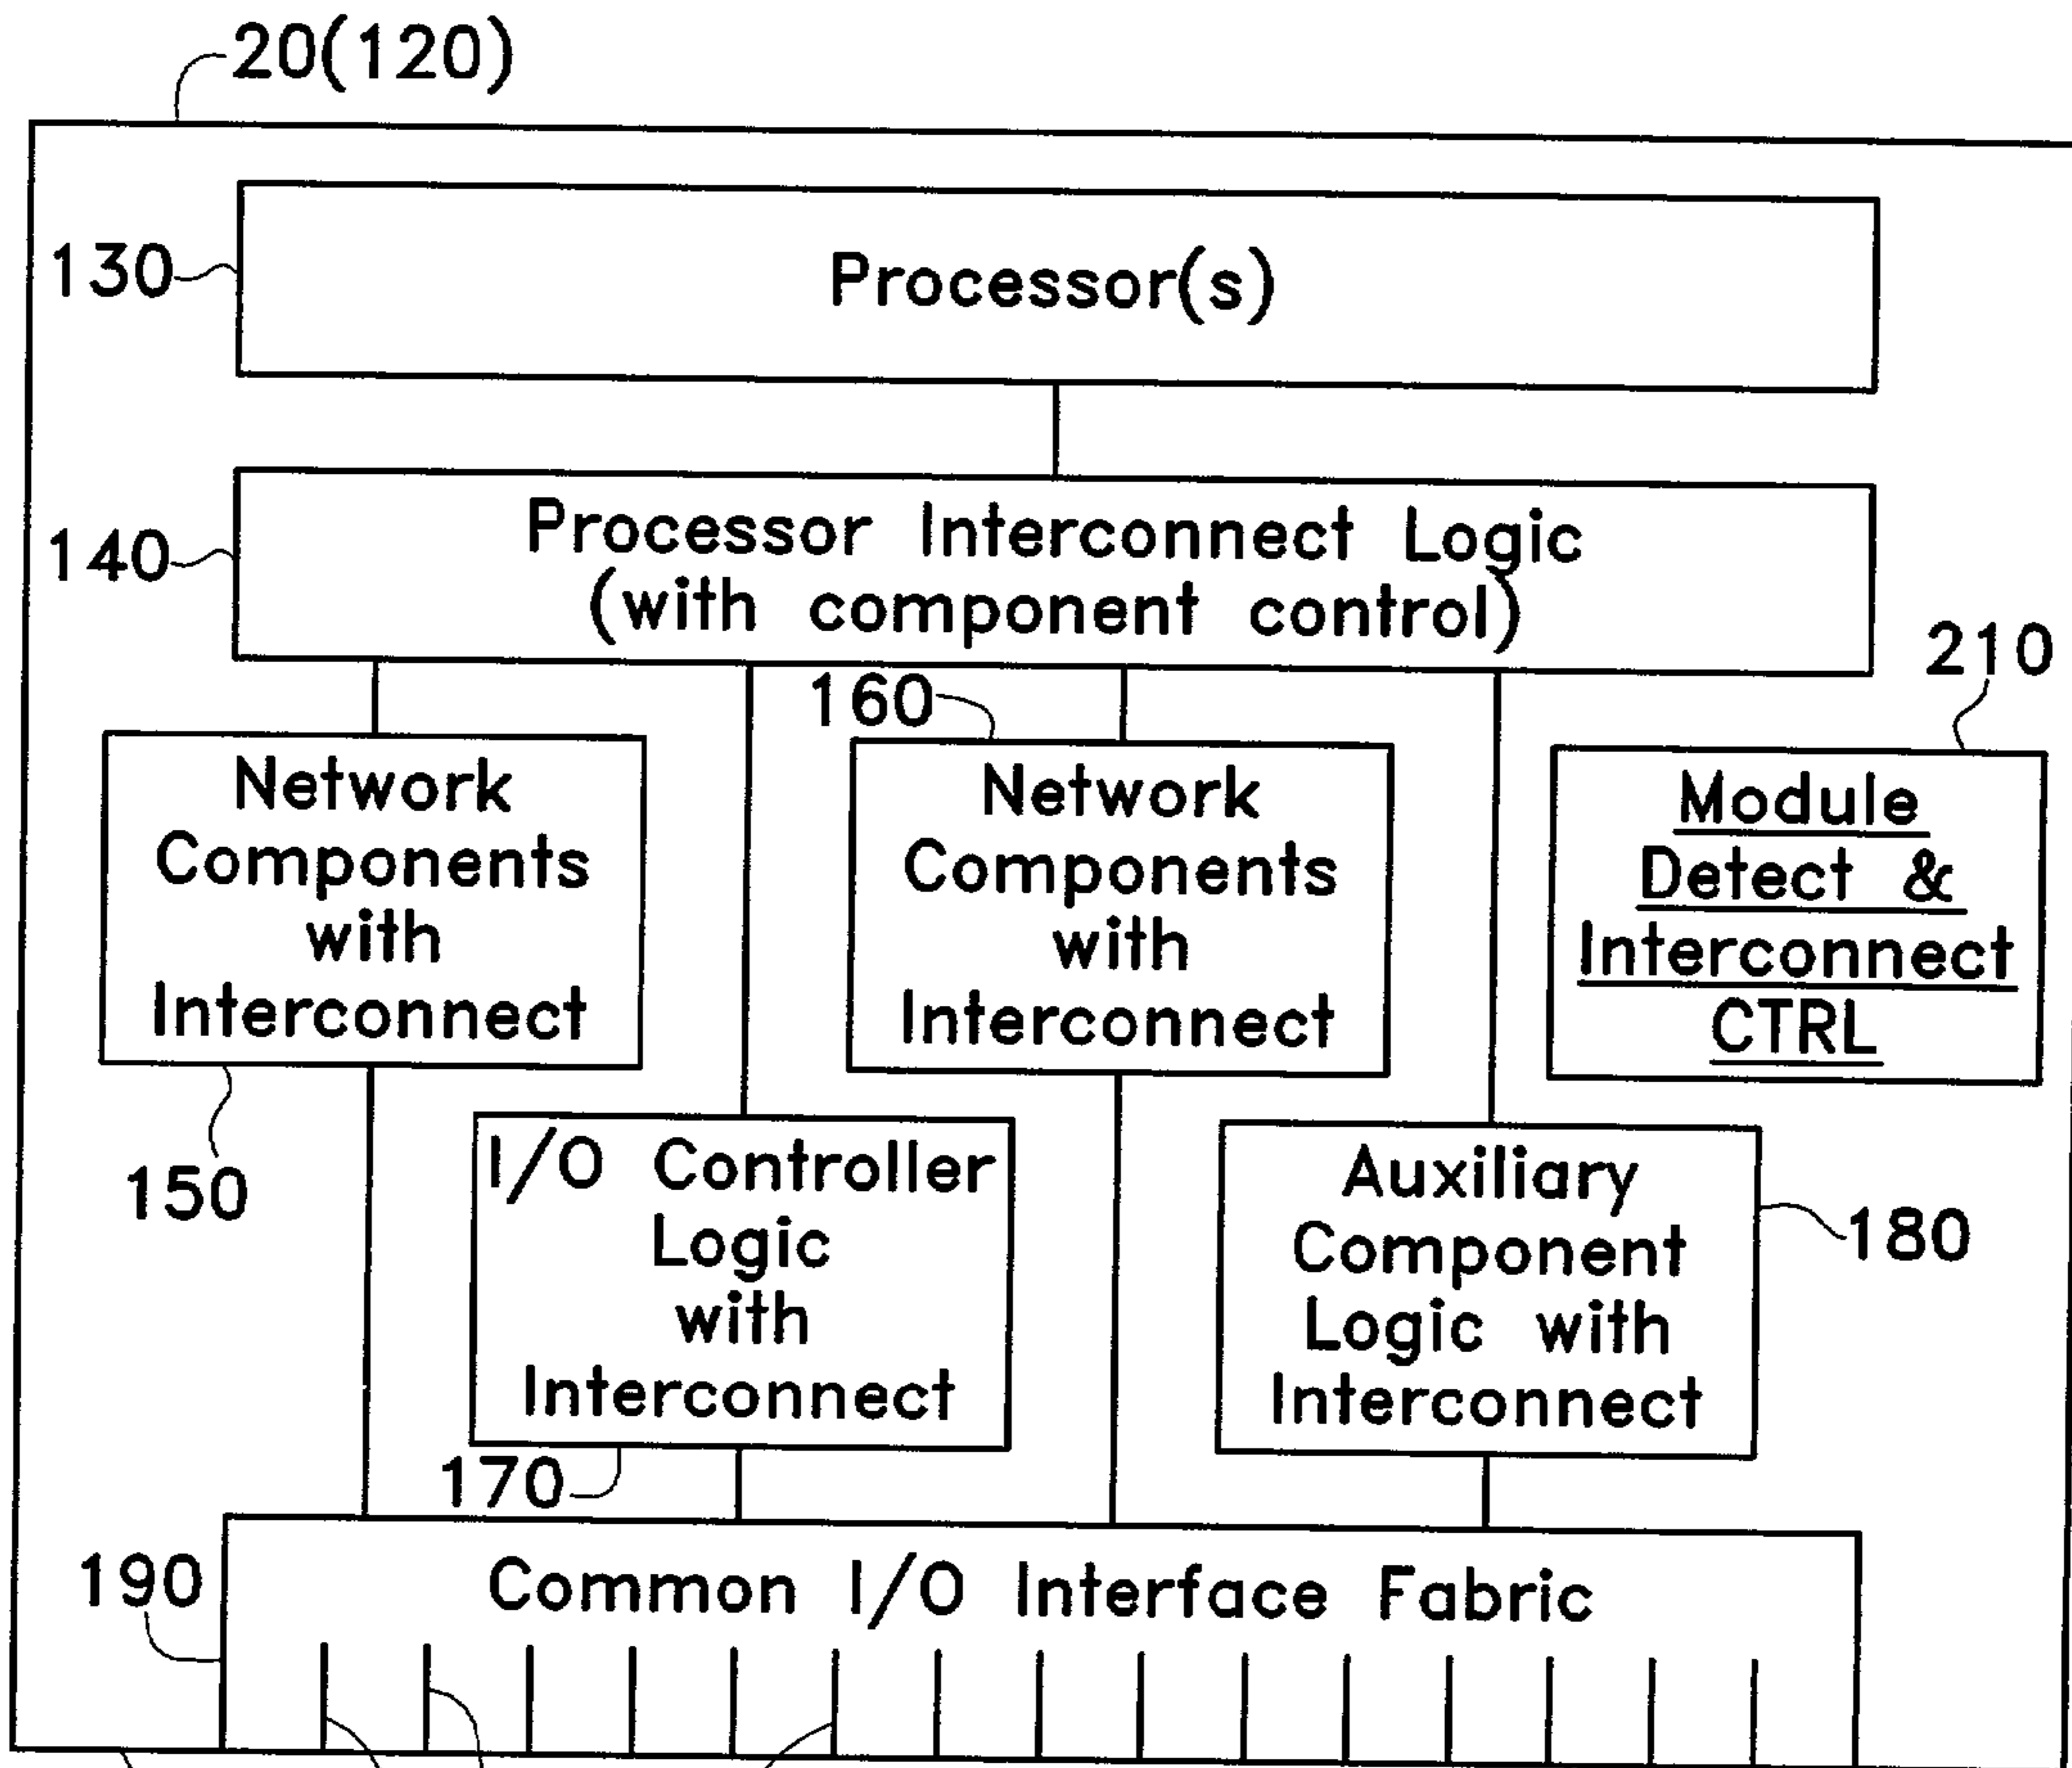 20(120)
130
Processor(s)
140
Processor Interconnect Logic
(with component control)
210
160
Network
Components
with
Interconnect
Network
Components
with
Interconnect
Module
Detect &
Interconnect
CTRL
150
I/O Controller
Logic
with
Interconnect
170
Auxiliary
Component
Logic with
Interconnect
180
190
Common I/O Interface Fabric